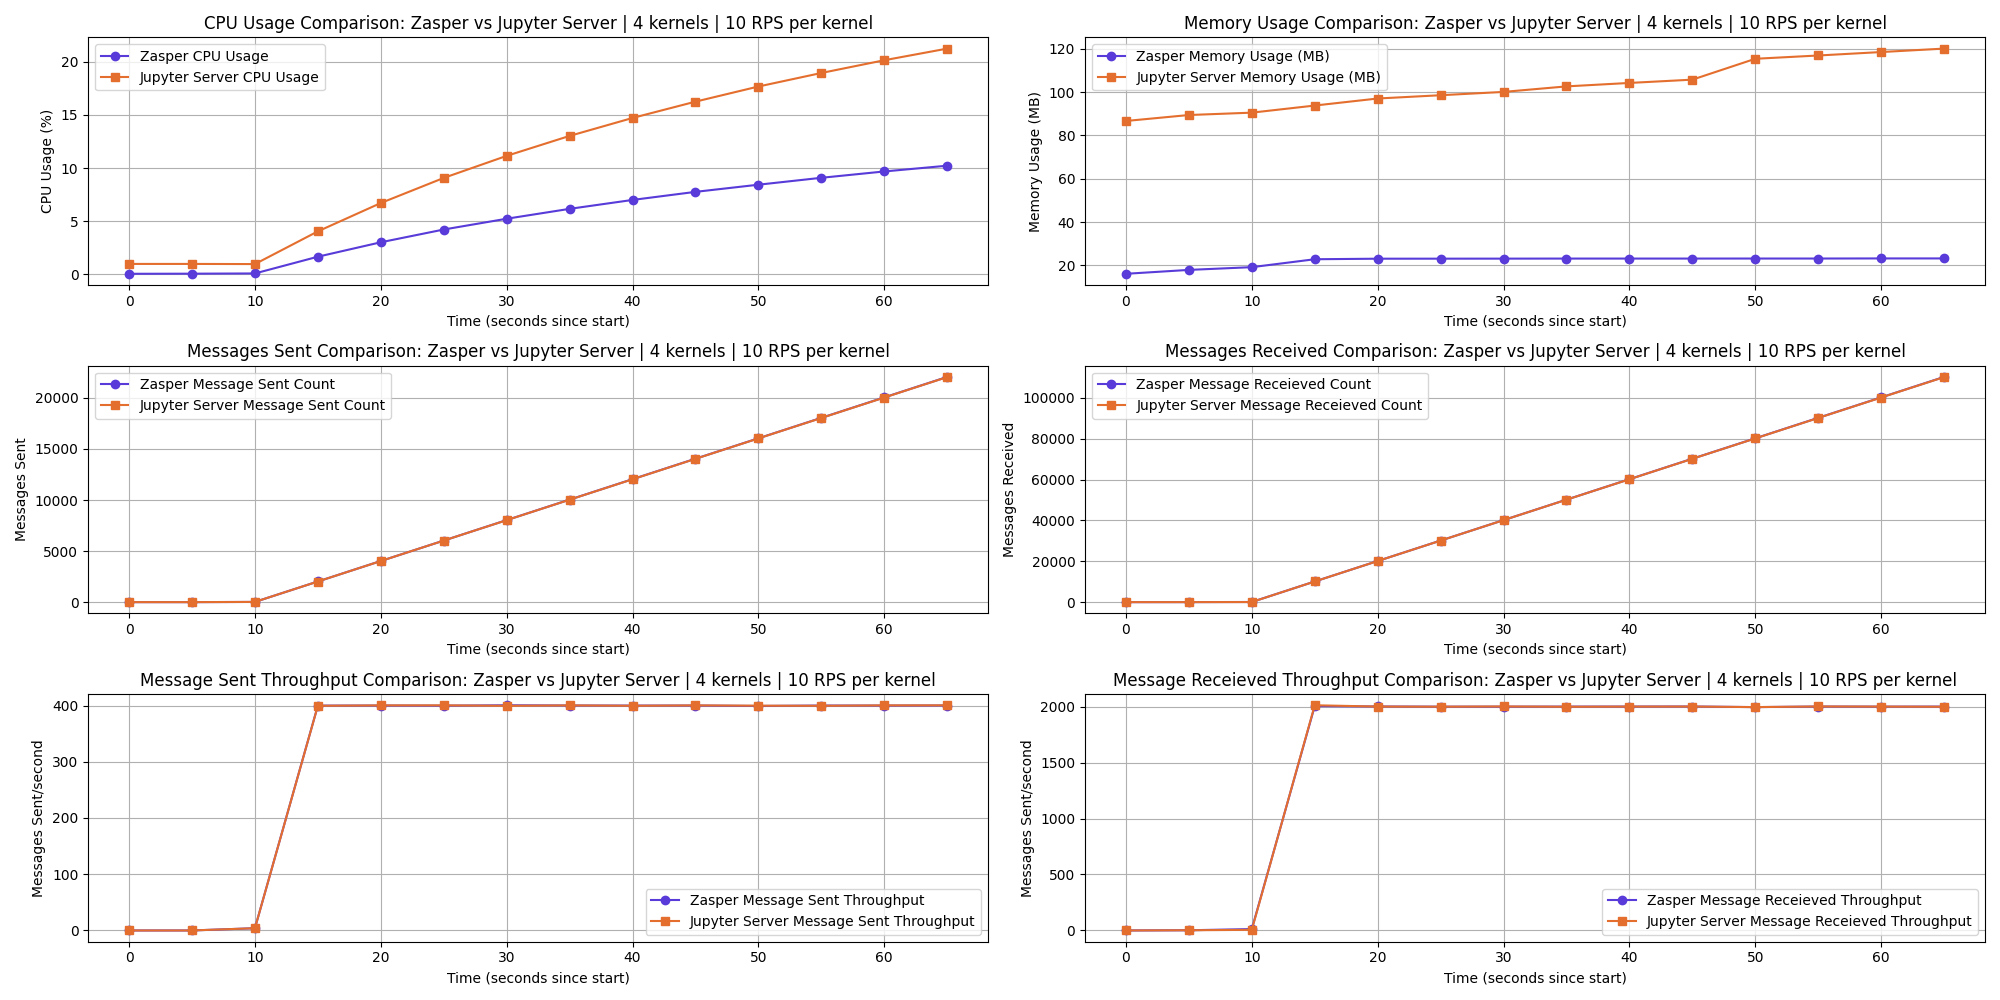 CPU Usage Comparison: Zasper vs Jupyter Server | 4 kernels | 10 RPS per kernel
Zasper CPU Usage
Jupyter Server CPU Usage
CPU Usage (%)
20
15
10
5
0
0 10 20 30 40 50 60
Time (seconds since start)
Memory Usage Comparison: Zasper vs Jupyter Server | 4 kernels | 10 RPS per kernel
Zasper Memory Usage (MB)
Jupyter Server Memory Usage (MB)
Memory Usage (MB)
120
100
80
60
40
20
0 10 20 30 40 50 60
Time (seconds since start)
Messages Sent Comparison: Zasper vs Jupyter Server | 4 kernels | 10 RPS per kernel
Zasper Message Sent Count
Jupyter Server Message Sent Count
Messages Sent
20000
15000
10000
5000
0
0 10 20 30 40 50 60
Time (seconds since start)
Messages Received Comparison: Zasper vs Jupyter Server | 4 kernels | 10 RPS per kernel
Zasper Message Receieved Count
Jupyter Server Message Receieved Count
Messages Received
100000
80000
60000
40000
20000
0
0 10 20 30 40 50 60
Time (seconds since start)
Message Sent Throughput Comparison: Zasper vs Jupyter Server | 4 kernels | 10 RPS per kernel
Messages Sent/second
400
300
200
100
0
Zasper Message Sent Throughput
Jupyter Server Message Sent Throughput
0 10 20 30 40 50 60
Time (seconds since start)
Message Receieved Throughput Comparison: Zasper vs Jupyter Server | 4 kernels | 10 RPS per kernel
Messages Sent/second
2000
1500
1000
500
0
Zasper Message Receieved Throughput
Jupyter Server Message Receieved Throughput
0 10 20 30 40 50 60
Time (seconds since start)